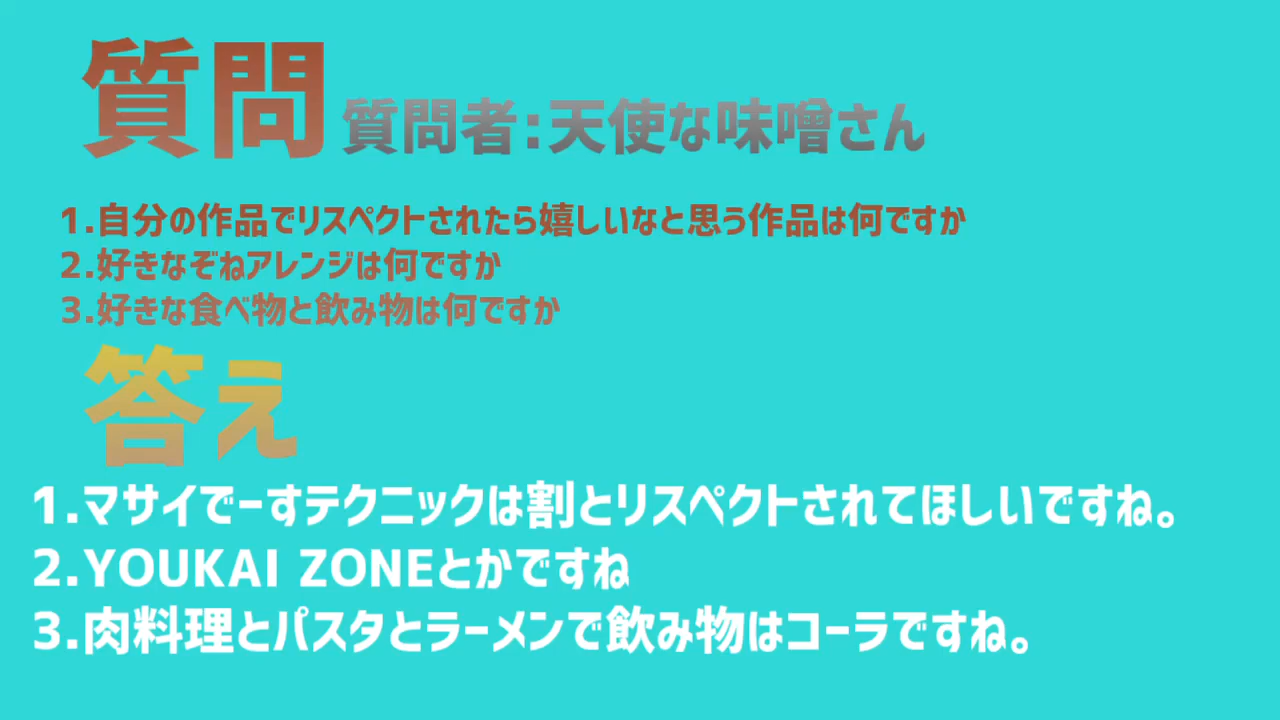 質問 質問者:天使な味噌さん
1.自分の作品でリスペクトされたら嬉しいなと思う作品は何ですか
2.好きなぞねアレンジは何ですか
3.好きな食べ物と飲み物は何ですか
答え
1.マサイでーすテクニックは割とリスペクトされてほしいですね。
2.YOUKAI ZONEとかですね
3.肉料理とパスタとラーメンで飲み物はコーラですね。